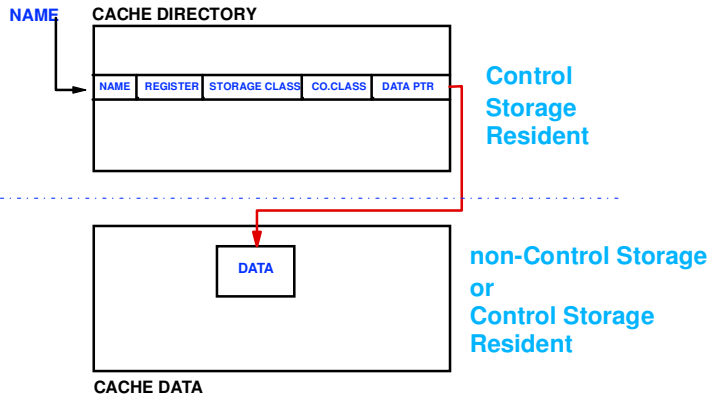 NAME
CACHE DIRECTORY
NAME REGISTER STORAGE CLASS CO.CLASS DATA PTR
Control
Storage
Resident
DATA
non-Control Storage
or
Control Storage
Resident
CACHE DATA